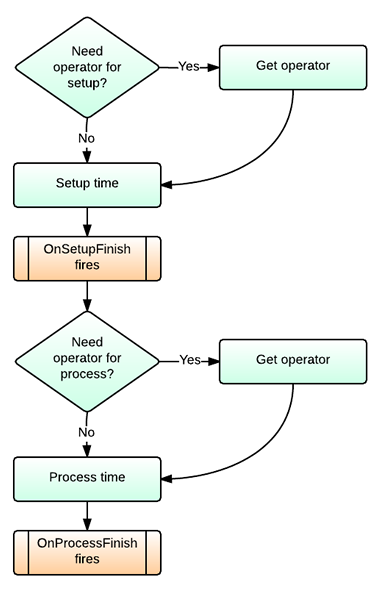 Need
operator for
setup?
Yes
Get operator
No
Setup time
OnSetupFinish
fires
Need
operator for
process?
Yes
Get operator
No
Process time
OnProcessFinish
fires